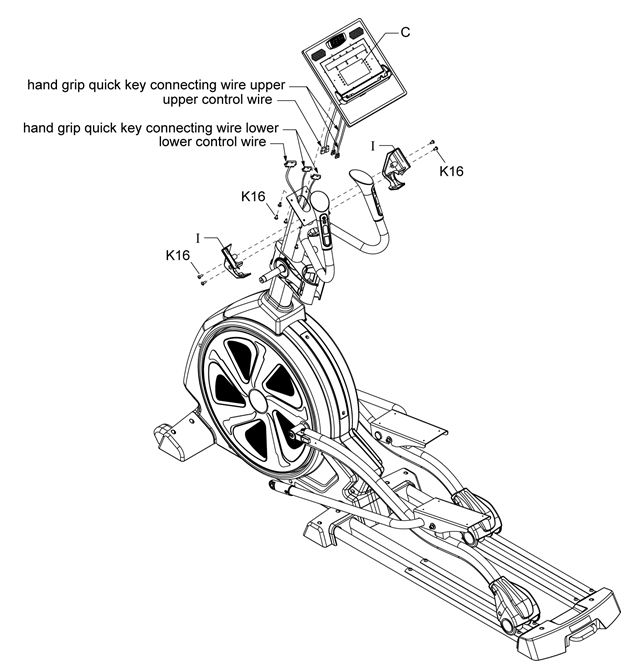 C
hand grip quick key connecting wire upper
upper control wire
hand grip quick key connecting wire lower
lower control wire
I
K16
K16
I
K16